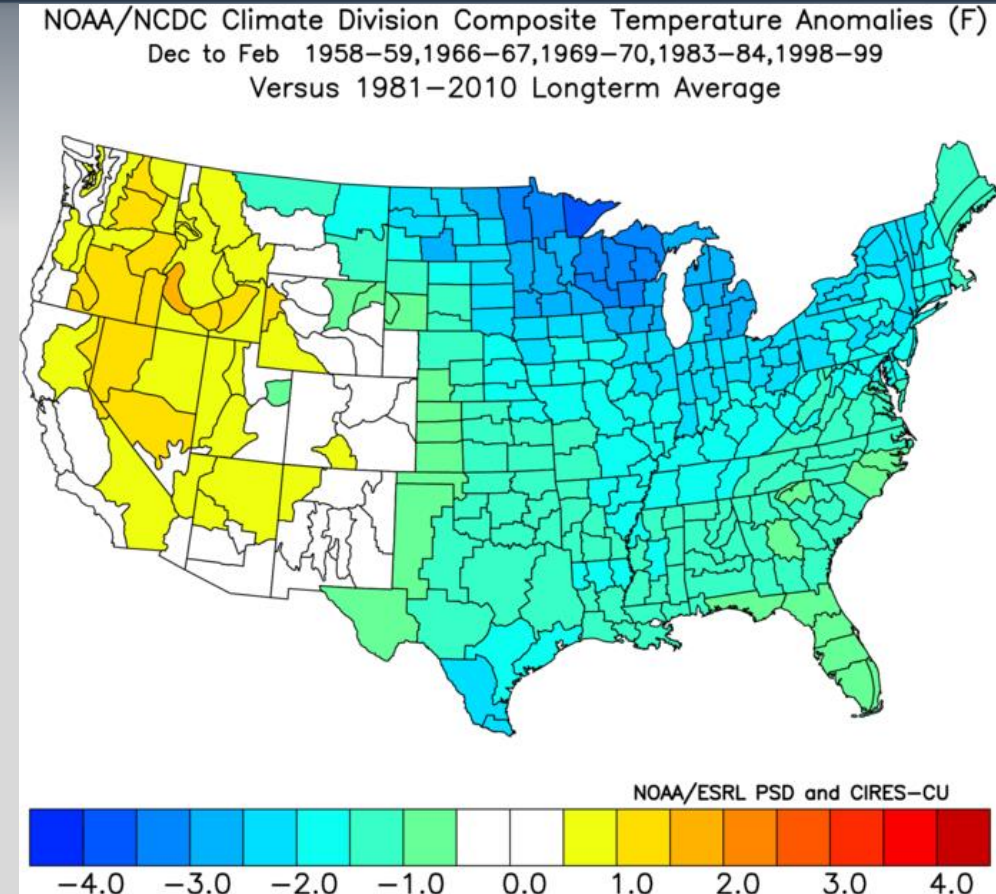 NOAA/NCDC Climate Division Composite Temperature Anomalies (F)
Dec to Feb 1958−59,1966−67,1969−70,1983−84,1998−99
Versus 1981−2010 Longterm Average
NOAA/ESRL PSD and CIRES−CU
−4.0 −3.0 −2.0 −1.0 0.0 1.0 2.0 3.0 4.0